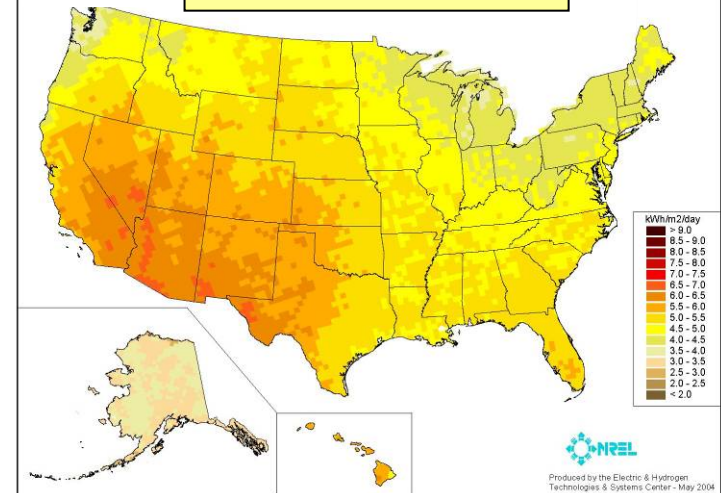 kWh/m2/day
> 9.0
8.5 - 9.0
8.0 - 8.5
7.5 - 8.0
7.0 - 7.5
6.5 - 7.0
6.0 - 6.5
5.5 - 6.0
5.0 - 5.5
4.5 - 5.0
4.0 - 4.5
3.5 - 4.0
3.0 - 3.5
2.5 - 3.0
2.0 - 2.5
< 2.0
NREL
Produced by the Electric & Hydrogen
Technologies & Systems Center - May 2004